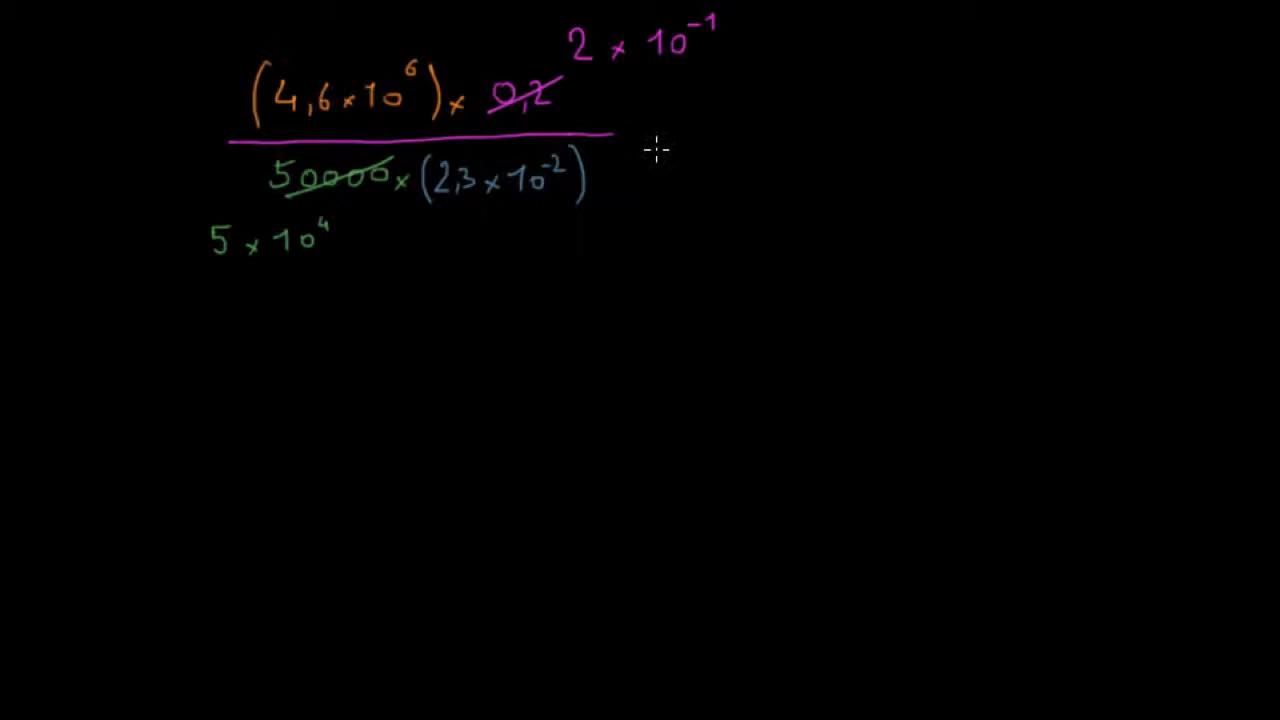 2 × 10⁻¹
(4,6 × 10⁶) × 0,2
50000 × (2,3 × 10⁻²)
5 × 10⁴